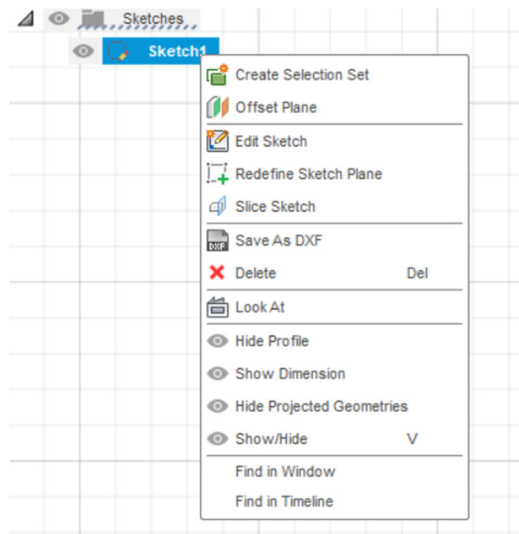 Sketches
Sketch1
Create Selection Set
Offset Plane
Edit Sketch
Redefine Sketch Plane
Slice Sketch
DXF Save As DXF
Delete Del
Look At
Hide Profile
Show Dimension
Hide Projected Geometries
Show/Hide V
Find in Window
Find in Timeline